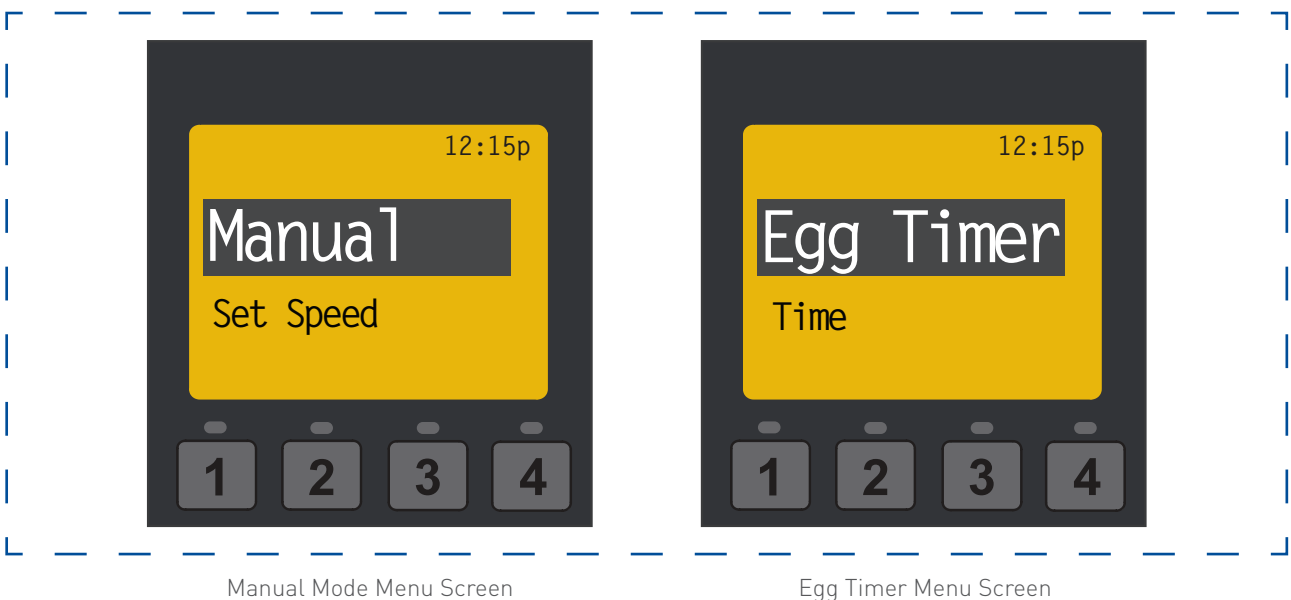 12:15p
Manual
Set Speed
1 2 3 4
Manual Mode Menu Screen
12:15p
Egg Timer
Time
1 2 3 4
Egg Timer Menu Screen